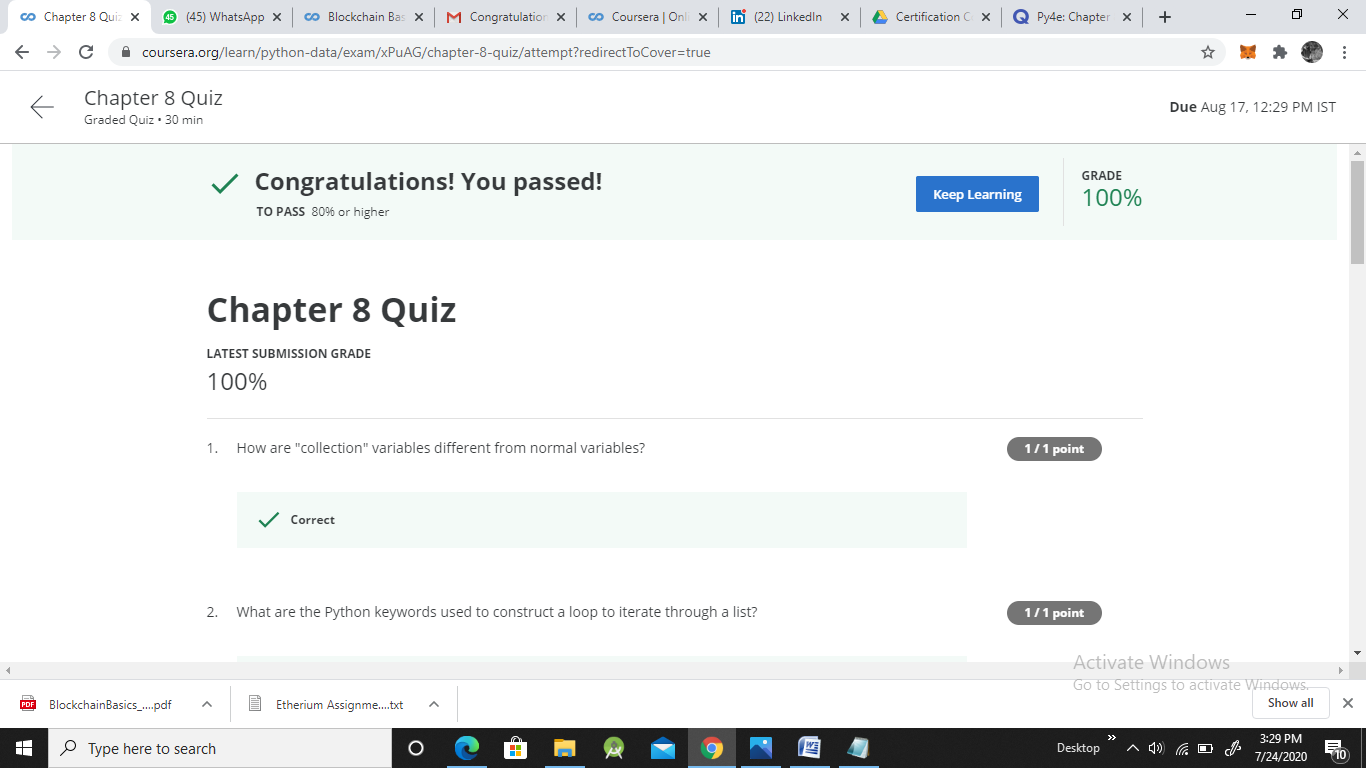 Chapter 8 Quiz
(45) WhatsApp
Blockchain Bas
Congratulation
Coursera | Onli
(22) LinkedIn
Certification C
Py4e: Chapter
coursera.org/learn/python-data/exam/xPuAG/chapter-8-quiz/attempt?redirectToCover=true
Chapter 8 Quiz
Graded Quiz • 30 min
Due Aug 17, 12:29 PM IST
Congratulations! You passed!
TO PASS 80% or higher
Keep Learning
GRADE
100%
Chapter 8 Quiz
LATEST SUBMISSION GRADE
100%
1. How are "collection" variables different from normal variables?
1 / 1 point
Correct
2. What are the Python keywords used to construct a loop to iterate through a list?
1 / 1 point
Activate Windows
Go to Settings to activate Windows.
BlockchainBasics_....pdf
Etherium Assignme....txt
Show all
Type here to search
Desktop
3:29 PM
7/24/2020
10